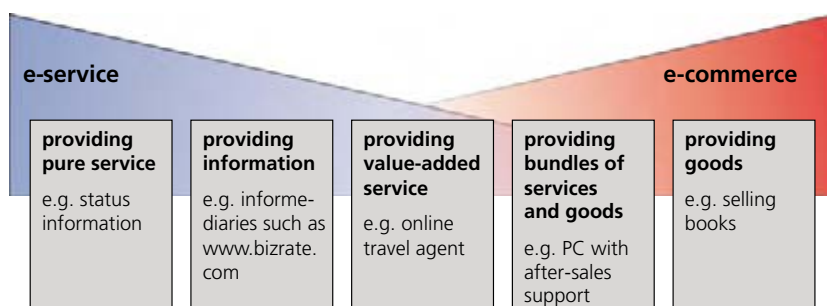 e-service
e-commerce
providing
pure service
e.g. status
information
providing
information
e.g. informe-
diaries such as
www.bizrate.
com
providing
value-added
service
e.g. online
travel agent
providing
bundles of
services
and goods
e.g. PC with
after-sales
support
providing
goods
e.g. selling
books